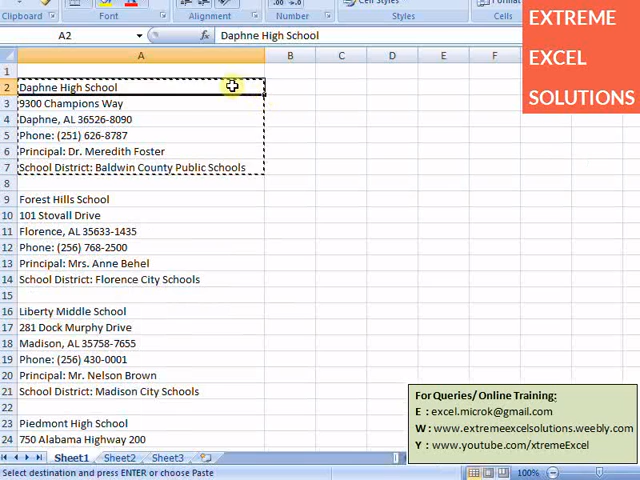 Clipboard
Font
Alignment
Number
Styles
Cells
EXTREME
EXCEL
SOLUTIONS
A2
fx
Daphne High School
A B C D E F
1
2 Daphne High School
3 9300 Champions Way
4 Daphne, AL 36526-8090
5 Phone: (251) 626-8787
6 Principal: Dr. Meredith Foster
7 School District: Baldwin County Public Schools
8
9 Forest Hills School
10 101 Stovall Drive
11 Florence, AL 35633-1435
12 Phone: (256) 768-2500
13 Principal: Mrs. Anne Behel
14 School District: Florence City Schools
15
16 Liberty Middle School
17 281 Dock Murphy Drive
18 Madison, AL 35758-7655
19 Phone: (256) 430-0001
20 Principal: Mr. Nelson Brown
21 School District: Madison City Schools
22
23 Piedmont High School
24 750 Alabama Highway 200
For Queries/ Online Training:
E : excel.microk@gmail.com
W : www.extremeexcelsolutions.weebly.com
Y : www.youtube.com/xtremeExcel
Sheet1 Sheet2 Sheet3
Select destination and press ENTER or choose Paste
100%